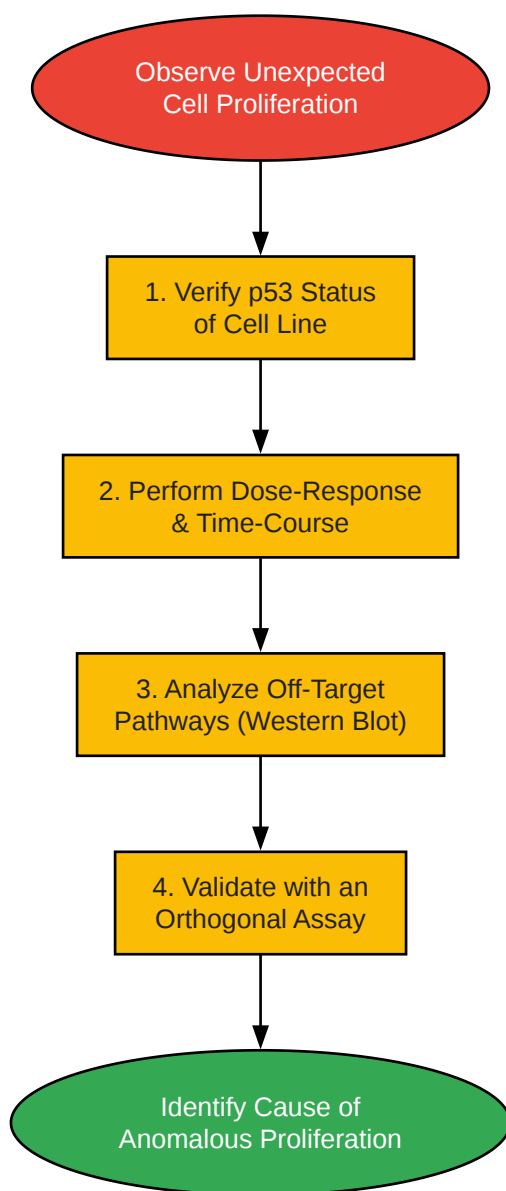 Observe Unexpected
Cell Proliferation
1. Verify p53 Status
of Cell Line
2. Perform Dose-Response
& Time-Course
3. Analyze Off-Target
Pathways (Western Blot)
4. Validate with an
Orthogonal Assay
Identify Cause of
Anomalous Proliferation